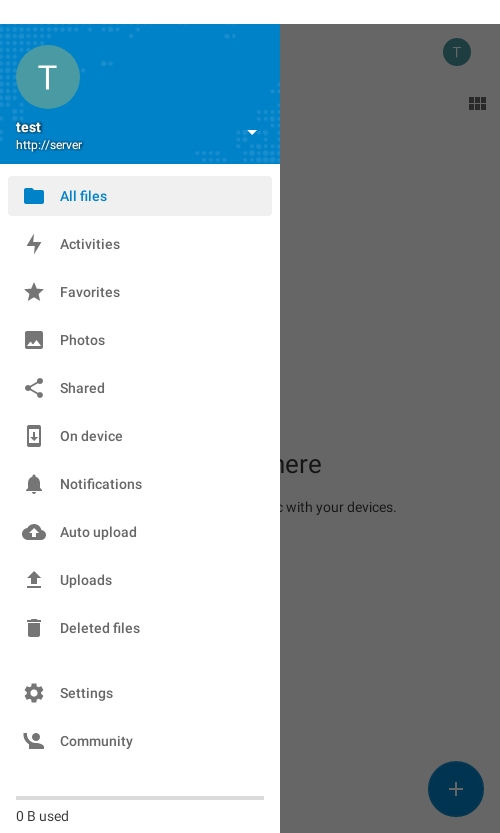 T
test
http://server
All files
Activities
Favorites
Photos
Shared
On device
Notifications
Auto upload
Uploads
Deleted files
Settings
Community
0 B used
T
here
with your devices.